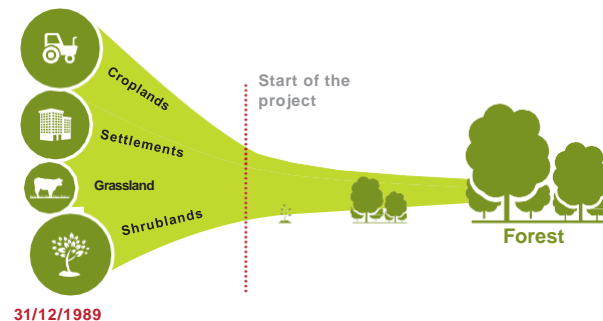 Croplands
Start of the
project
Settlements
Grassland
Shrublands
Forest
31/12/1989